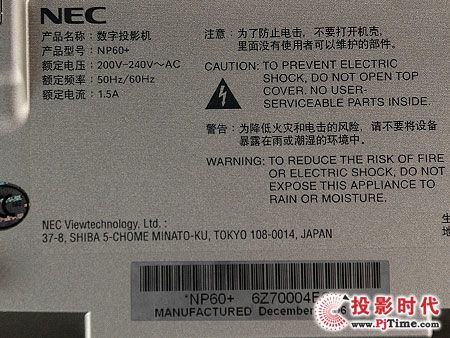 NEC
产品名称：数字投影机
产品型号：NP60+
额定电压：200V-240V～AC
额定频率：50Hz/60Hz
额定电流：1.5A
注意：为了防止电击，不要打开机壳，
里面没有使用者可以维护的部件。
CAUTION: TO PREVENT ELECTRIC
SHOCK, DO NOT OPEN TOP
COVER. NO USER-
SERVICEABLE PARTS INSIDE.
警告：为降低火灾和电击的风险，请不要将设备
暴露在雨或潮湿的环境中。
WARNING: TO REDUCE THE RISK OF FIRE
OR ELECTRIC SHOCK, DO NOT
EXPOSE THIS APPLIANCE TO
RAIN OR MOISTURE.
NEC Viewtechnology, Ltd. :
37-8, SHIBA 5-CHOME MINATO-KU, TOKYO 108-0014, JAPAN
生
地
*NP60+
MANUFACTURED December
投影时代
www.PjTime.com